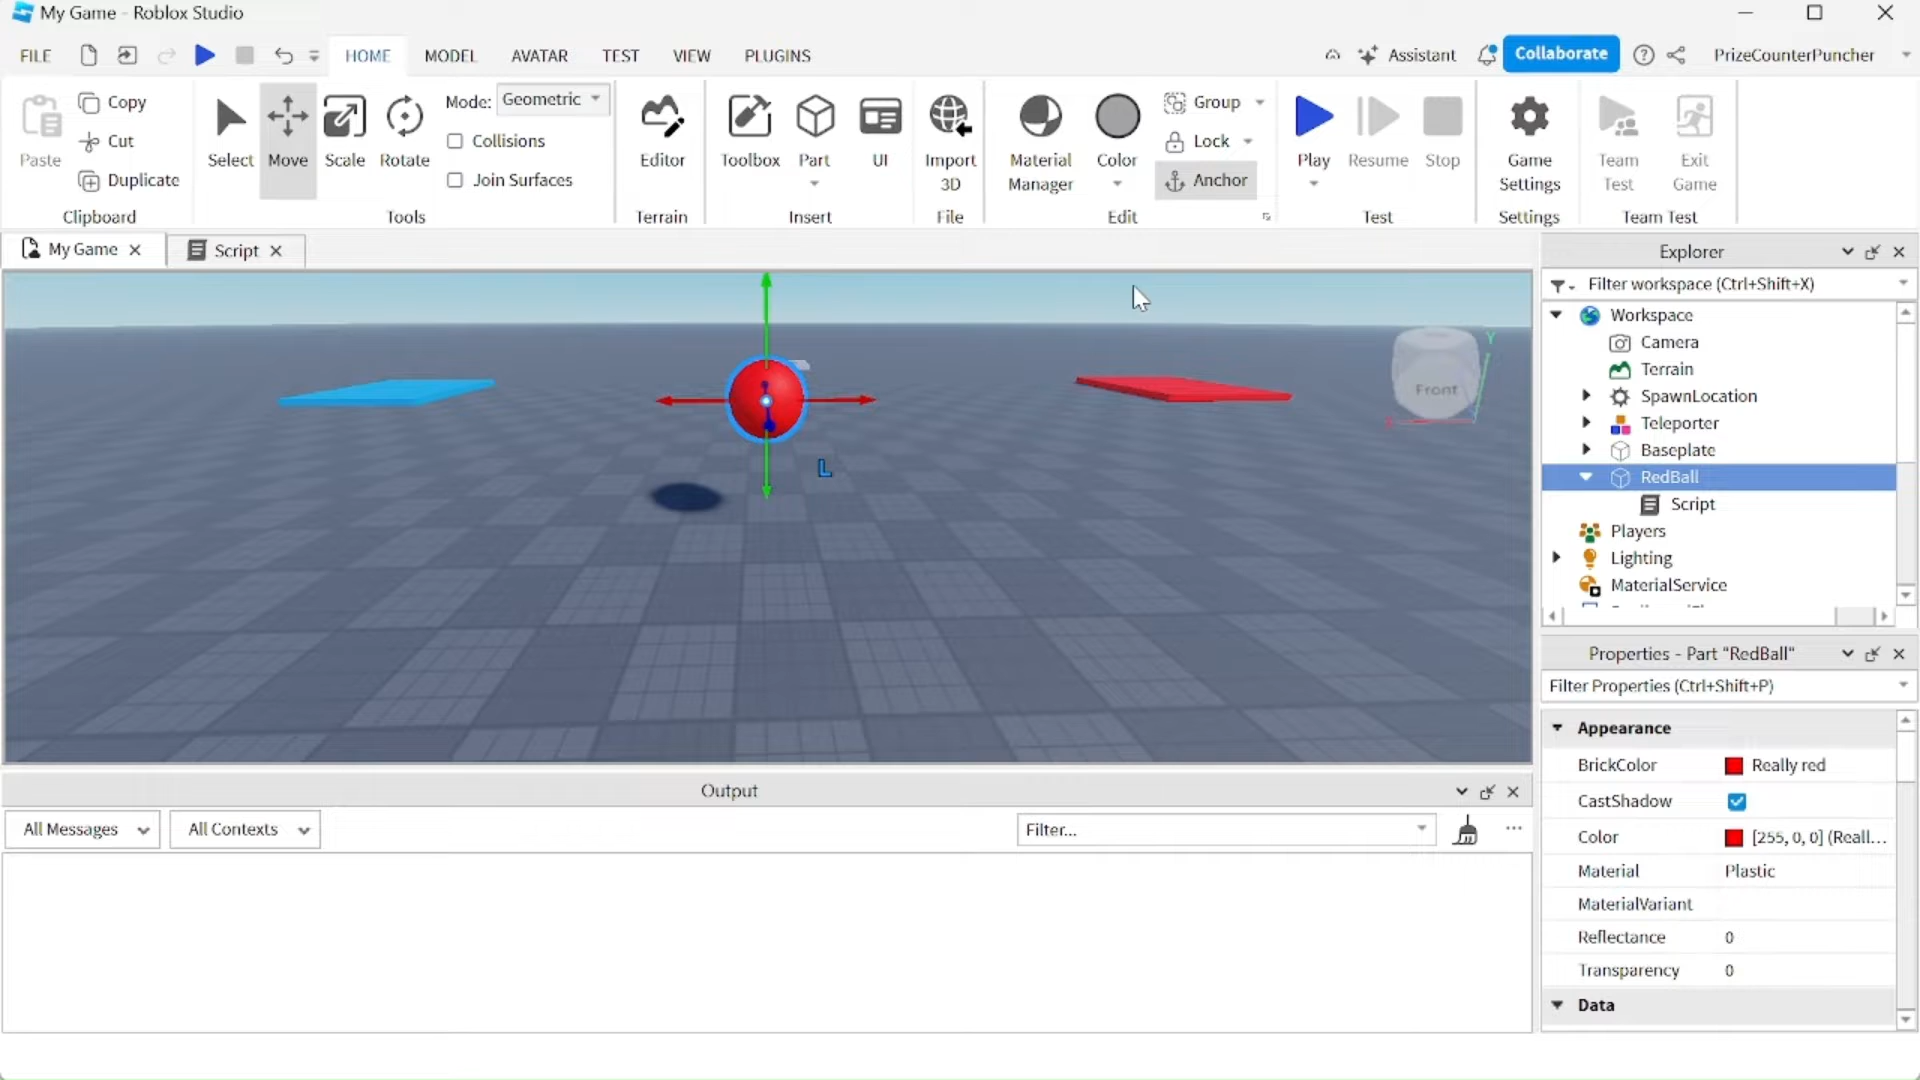 My Game - Roblox Studio
FILE HOME MODEL AVATAR TEST VIEW PLUGINS Assistant Collaborate PrizeCounterPuncher
Paste
Copy
Cut
Duplicate
Clipboard
Select
Move
Scale
Rotate
Mode: Geometric
Collisions
Join Surfaces
Tools
Editor
Terrain
Toolbox
Part
UI
Insert
Import
3D
File
Material
Manager
Color
Group
Lock
Anchor
Edit
Play
Resume
Stop
Test
Game
Settings
Settings
Team
Test
Exit
Game
Team Test
My Game
Script
Front
Y
L
Explorer
Filter workspace (Ctrl+Shift+X)
Workspace
Camera
Terrain
SpawnLocation
Teleporter
Baseplate
RedBall
Script
Players
Lighting
MaterialService
Properties - Part "RedBall"
Filter Properties (Ctrl+Shift+P)
Appearance
BrickColor Really red
CastShadow
Color [255, 0, 0] (Reall...
Material Plastic
MaterialVariant
Reflectance 0
Transparency 0
Data
Output
All Messages
All Contexts
Filter...